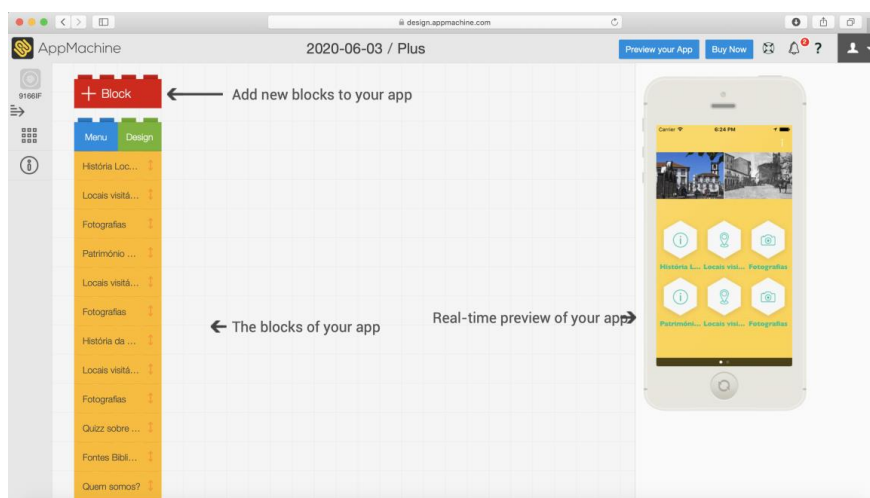 design.appmachine.com
AppMachine
2020-06-03 / Plus
Preview your App
Buy Now
2
?
9166IF
+ Block
Add new blocks to your app
Menu
Design
História Loc...
Locais visitá...
Fotografias
Património ...
Locais visitá...
Fotografias
História da ...
Locais visitá...
Fotografias
Quizz sobre ...
Fontes Bibli...
Quem somos?
The blocks of your app
Real-time preview of your app
Carrier
6:24 PM
História L...
Locais visi...
Fotografias
Patrimóni...
Locais visi...
Fotografias